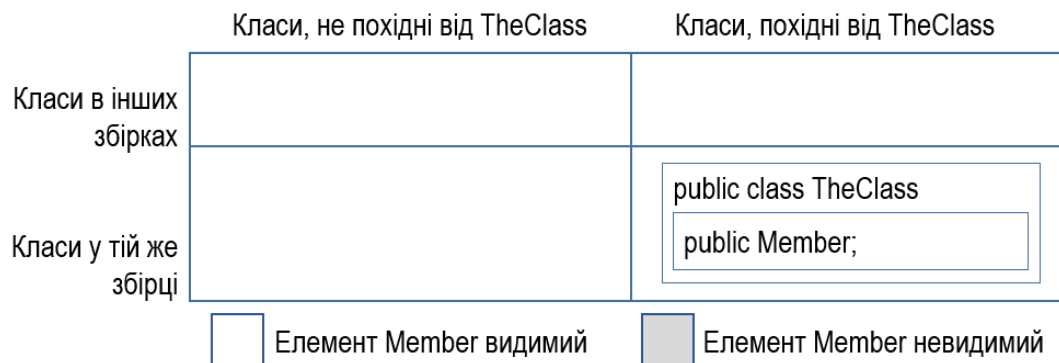 Класи, не похідні від TheClass
Класи, похідні від TheClass
Класи в інших
збірках
public class TheClass
public Member;
Класи у тій же
збірці
Елемент Member видимий
Елемент Member невидимий